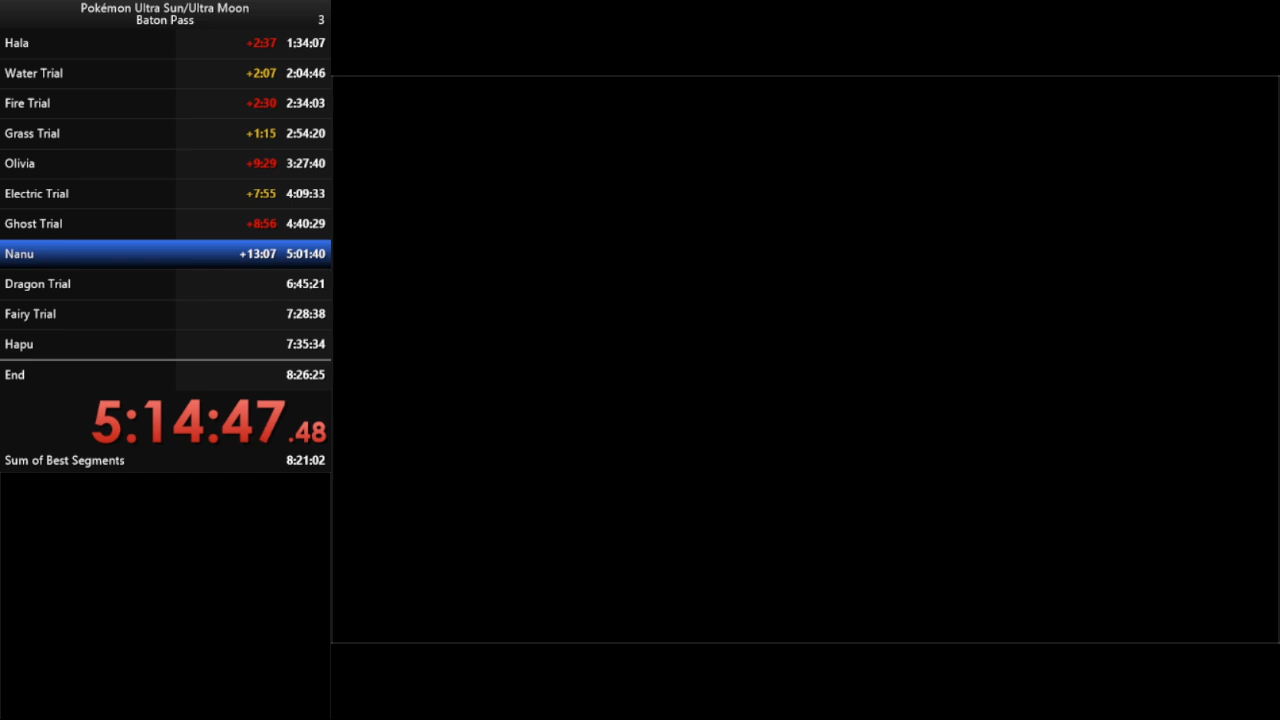 Pokémon Ultra Sun/Ultra Moon
Baton Pass 3
Hala +2:37 1:34:07
Water Trial +2:07 2:04:46
Fire Trial +2:30 2:34:03
Grass Trial +1:15 2:54:20
Olivia +9:29 3:27:40
Electric Trial +7:55 4:09:33
Ghost Trial +8:56 4:40:29
Nanu +13:07 5:01:40
Dragon Trial 6:45:21
Fairy Trial 7:28:38
Hapu 7:35:34
End 8:26:25
5:14:47.48
Sum of Best Segments 8:21:02